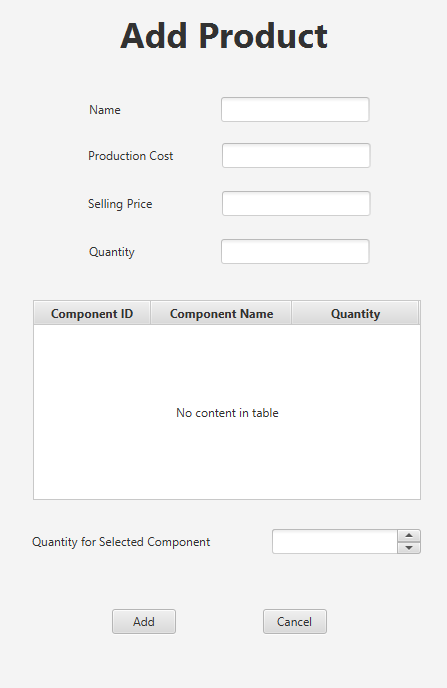 Add Product
Name
Production Cost
Selling Price
Quantity
Component ID Component Name Quantity
No content in table
Quantity for Selected Component
Add Cancel